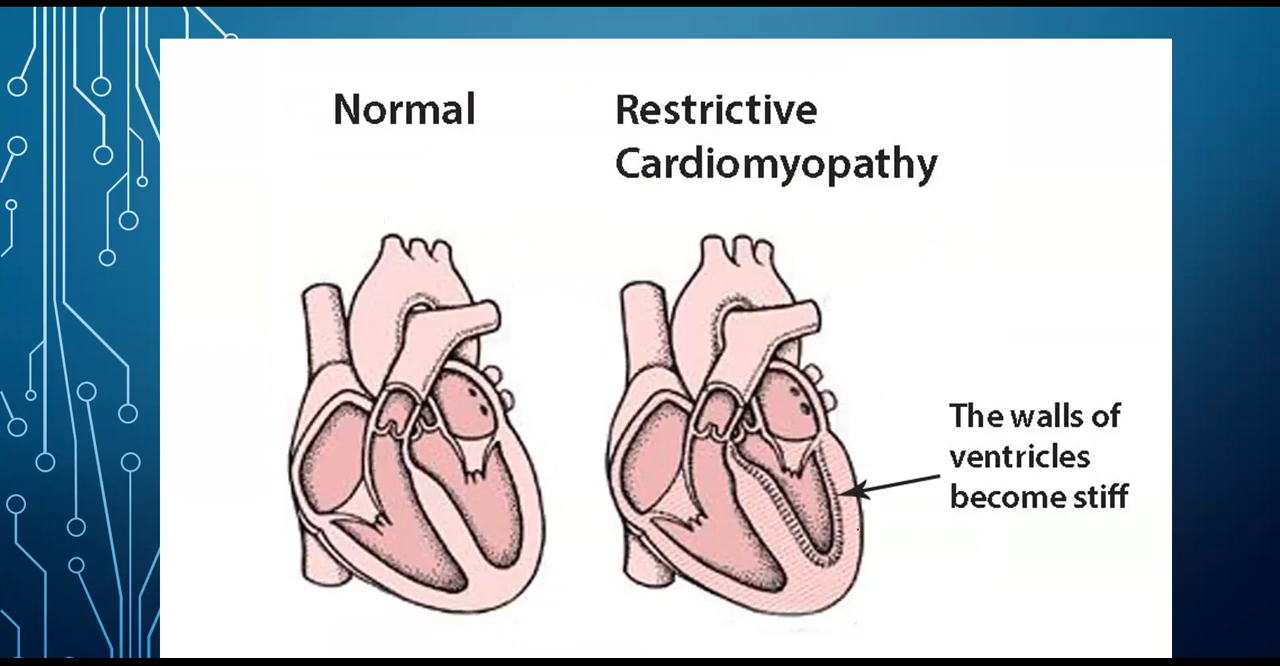 Normal
Restrictive
Cardiomyopathy
The walls of
ventricles
become stiff